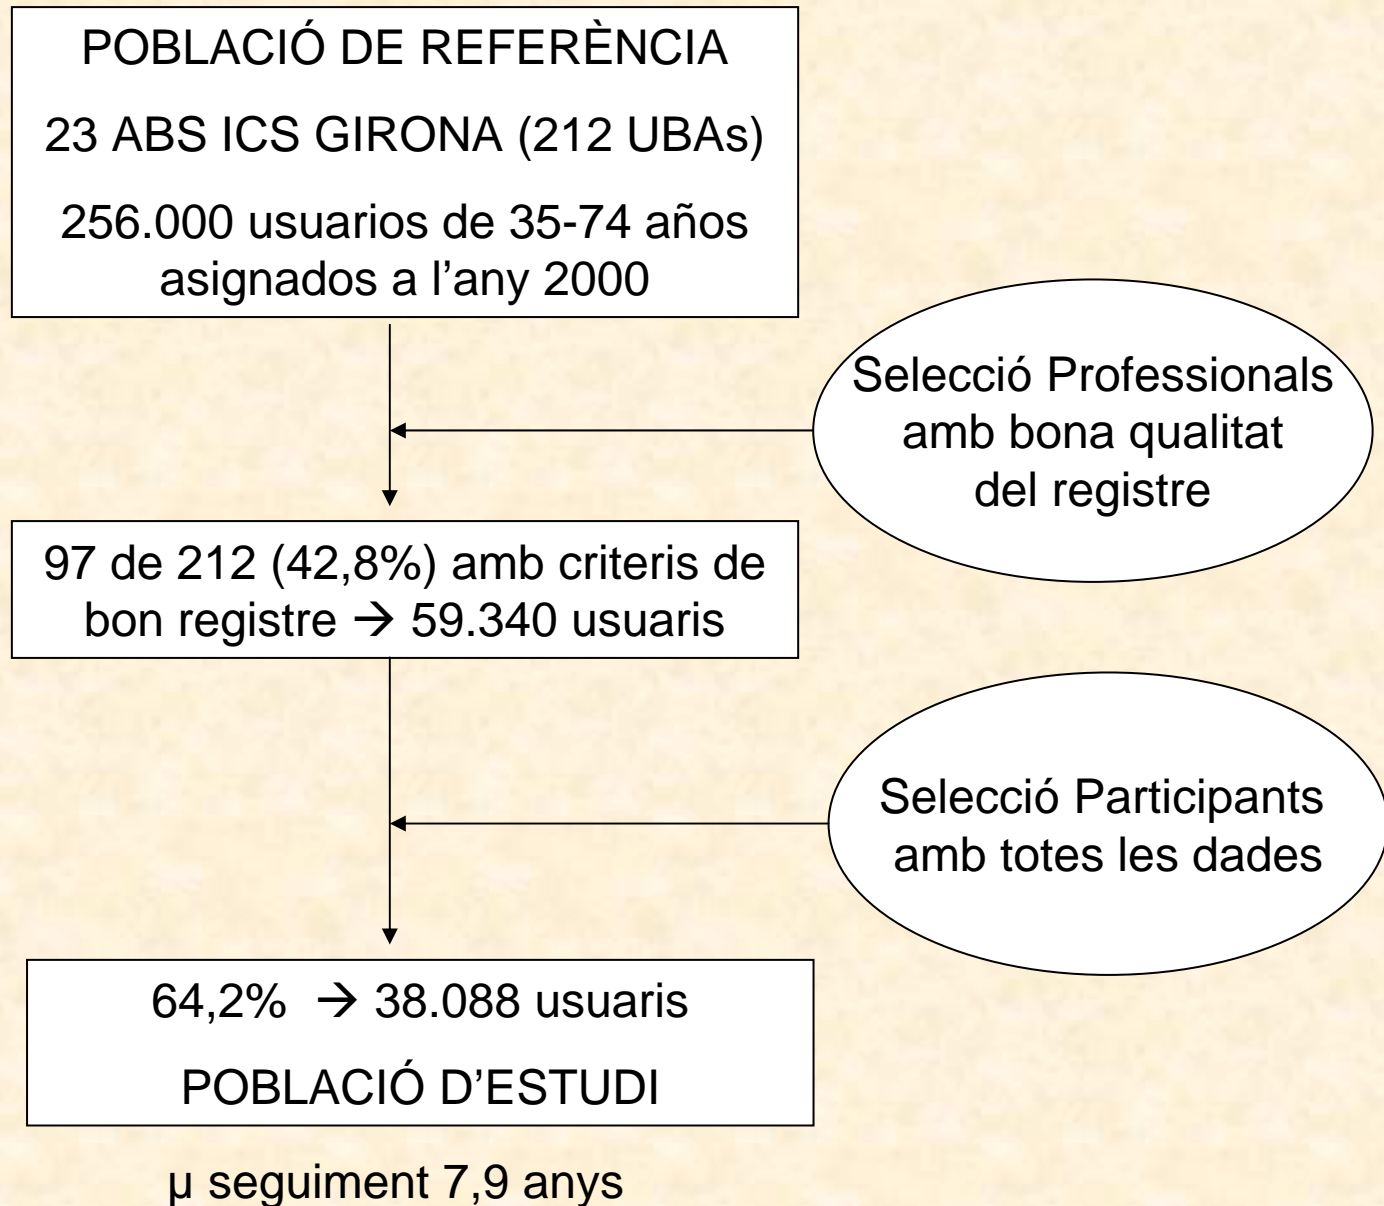 POBLACIÓ DE REFERÈNCIA
23 ABS ICS GIRONA (212 UBAs)
256.000 usuarios de 35-74 años
asignados a l’any 2000
Selecció Professionals
amb bona qualitat
del registre
97 de 212 (42,8%) amb criteris de
bon registre → 59.340 usuaris
Selecció Participants
amb totes les dades
64,2% → 38.088 usuaris
POBLACIÓ D’ESTUDI
µ seguiment 7,9 anys